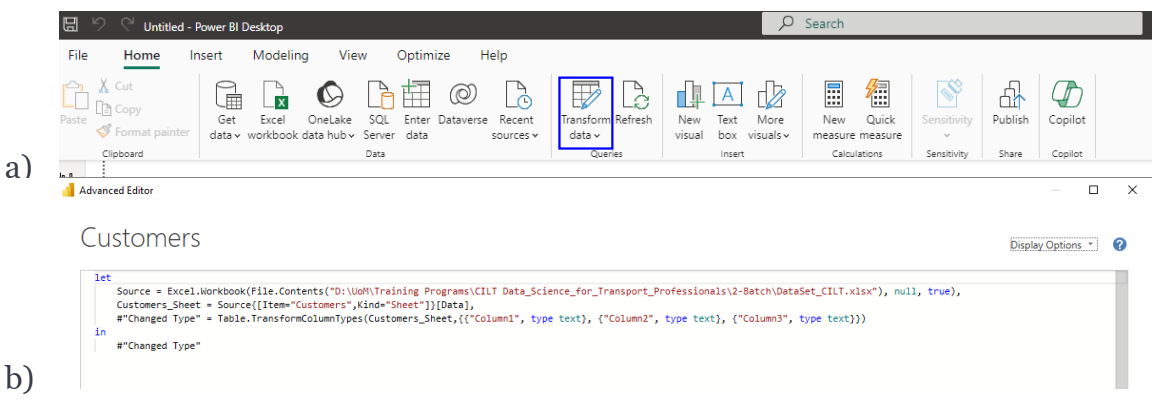 Untitled - Power BI Desktop
Search
File Home Insert Modeling View Optimize Help
Paste
Cut
Copy
Format painter
Clipboard
Get data
Excel workbook
OneLake data hub
SQL Server
Enter data
Dataverse
Recent sources
Data
Transform data
Refresh
Queries
New visual
Text box
More visuals
Insert
New measure
Quick measure
Calculations
Sensitivity
Sensitivity
Publish
Share
Copilot
Copilot
a)
Advanced Editor
Customers
Display Options
let
Source = Excel.Workbook(File.Contents("D:\UoM\Training Programs\CILT Data_Science_for_Transport_Professionals\2-Batch\DataSet_CILT.xlsx"), null, true),
Customers_Sheet = Source{[Item="Customers",Kind="Sheet"]}[Data],
#"Changed Type" = Table.TransformColumnTypes(Customers_Sheet,{{"Column1", type text}, {"Column2", type text}, {"Column3", type text}})
in
#"Changed Type"
b)